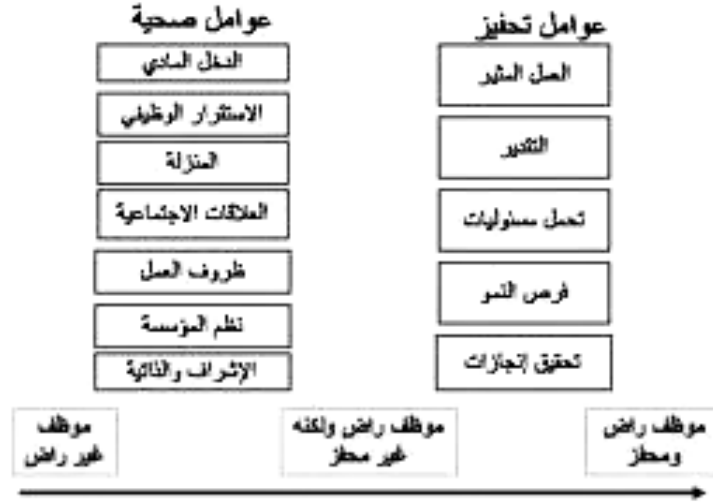 عوامل تحفيز
العمل المثير
التقدير
تحمل مسئوليات
فرص النمو
تحقيق إنجازات
عوامل صحية
الدخل المادي
الاستقرار الوظيفي
المنزلة
العلاقات الاجتماعية
ظروف العمل
نظم المؤسسة
الإشراف والذاتية
موظف راض
ومحفز
موظف راض ولكنه
غير محفز
موظف
غير راض